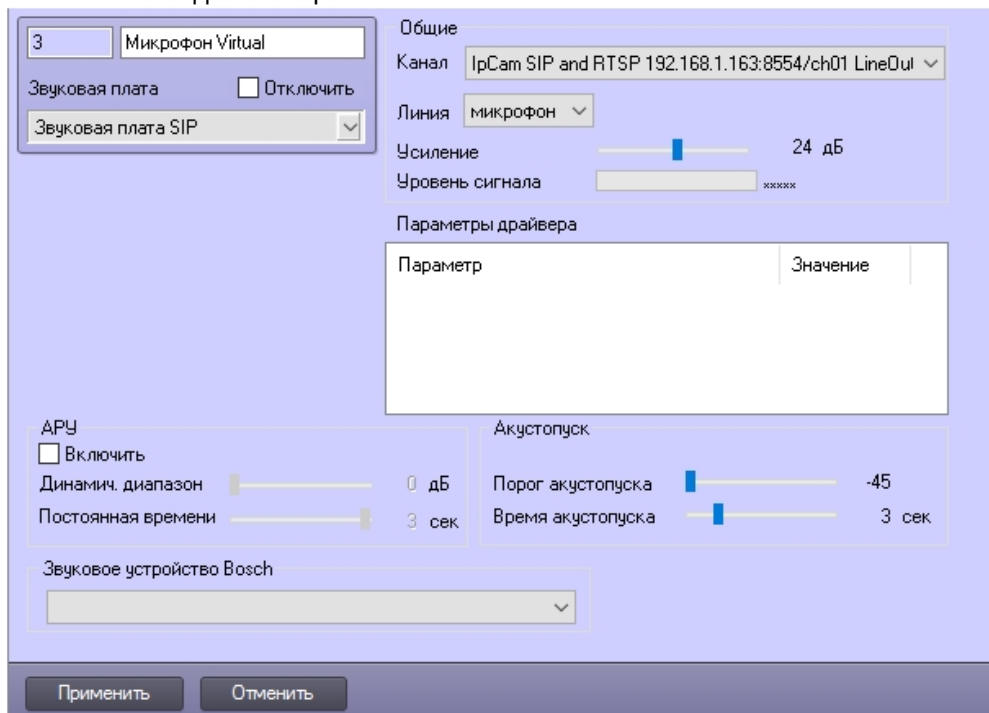 3 Микрофон Virtual
Звуковая плата Отключить
Звуковая плата SIP
Общие
Канал IpCam SIP and RTSP 192.168.1.163:8554/ch01 LineOut
Линия микрофон
Усиление 24 дБ
Уровень сигнала xxxxx
Параметры драйвера
Параметр Значение
АРУ
Включить
Динамич. диапазон 0 дБ
Постоянная времени 3 сек
Акустопуск
Порог акустопуска -45
Время акустопуска 3 сек
Звуковое устройство Bosch
Применить Отменить